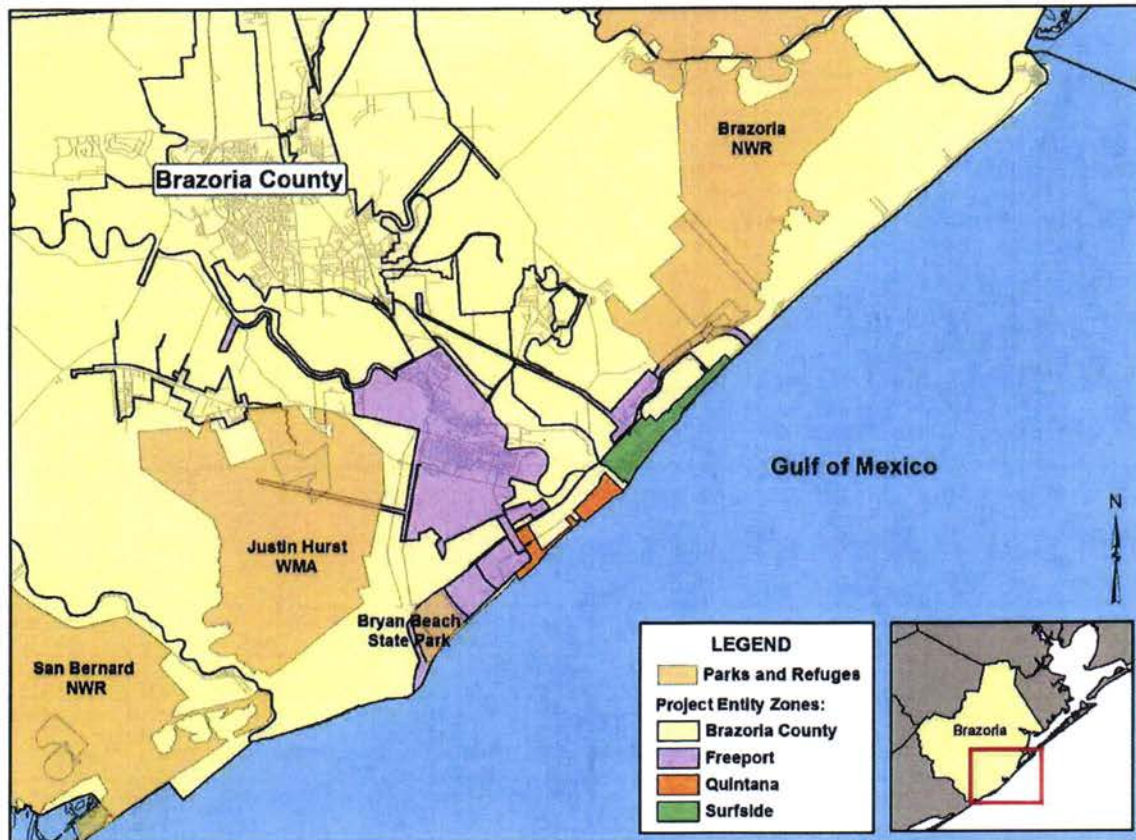 Brazoria
NWR
Brazoria County
Gulf of Mexico
N
Justin Hurst
WMA
Bryan Beach
State Park
San Bernard
NWR
LEGEND
Parks and Refuges
Project Entity Zones:
Brazoria County
Freeport
Quintana
Surfside
Brazoria